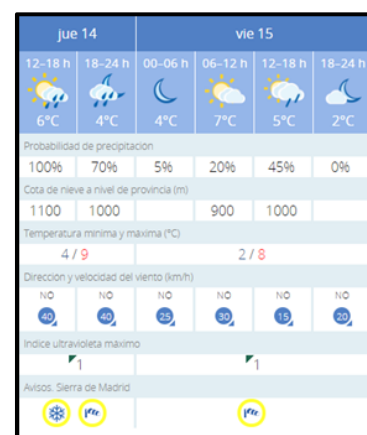 jue 14 vie 15
12–18 h 18–24 h 00–06 h 06–12 h 12–18 h 18–24 h
6°C 4°C 4°C 7°C 5°C 2°C
Probabilidad de precipitación
100% 70% 5% 20% 45% 0%
Cota de nieve a nivel de provincia (m)
1100 1000 900 1000
Temperatura mínima y máxima (°C)
4 / 9 2 / 8
Dirección y velocidad del viento (km/h)
NO NO NO NO NO NO
40 40 25 30 15 20
Indice ultravioleta máximo
1 1
Avisos. Sierra de Madrid